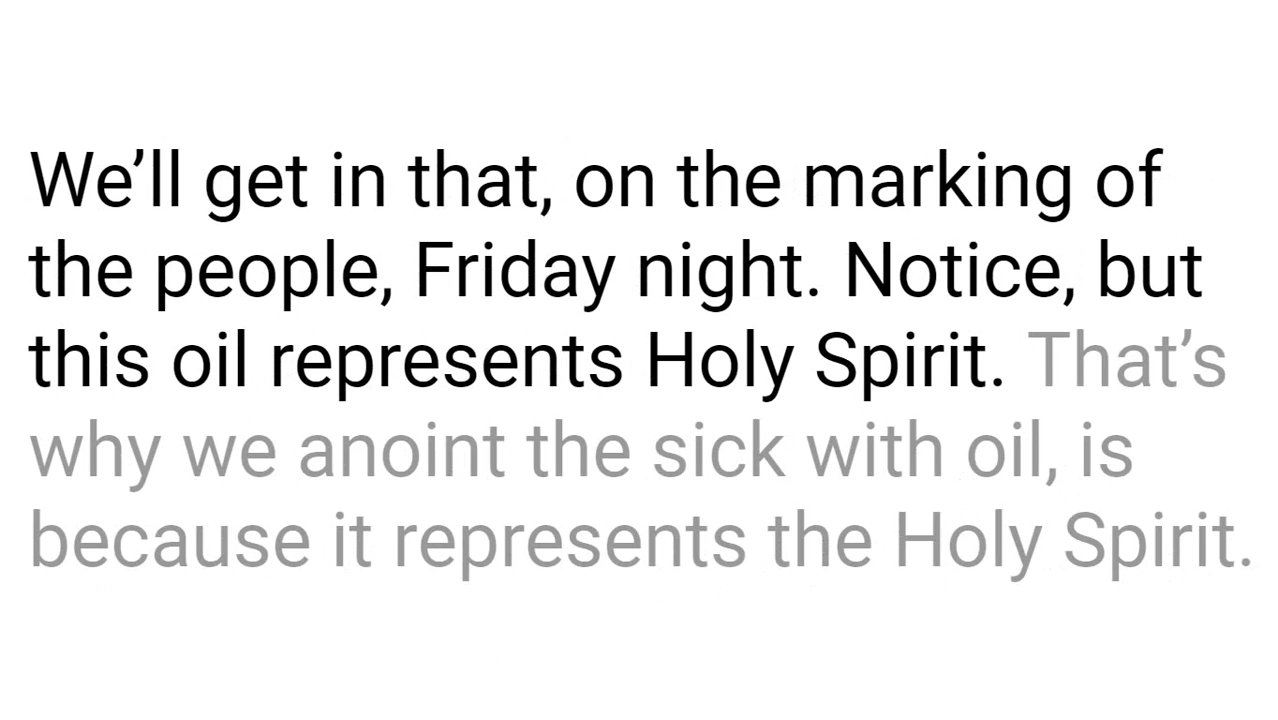 We’ll get in that, on the marking of
the people, Friday night. Notice, but
this oil represents Holy Spirit. That’s
why we anoint the sick with oil, is
because it represents the Holy Spirit.